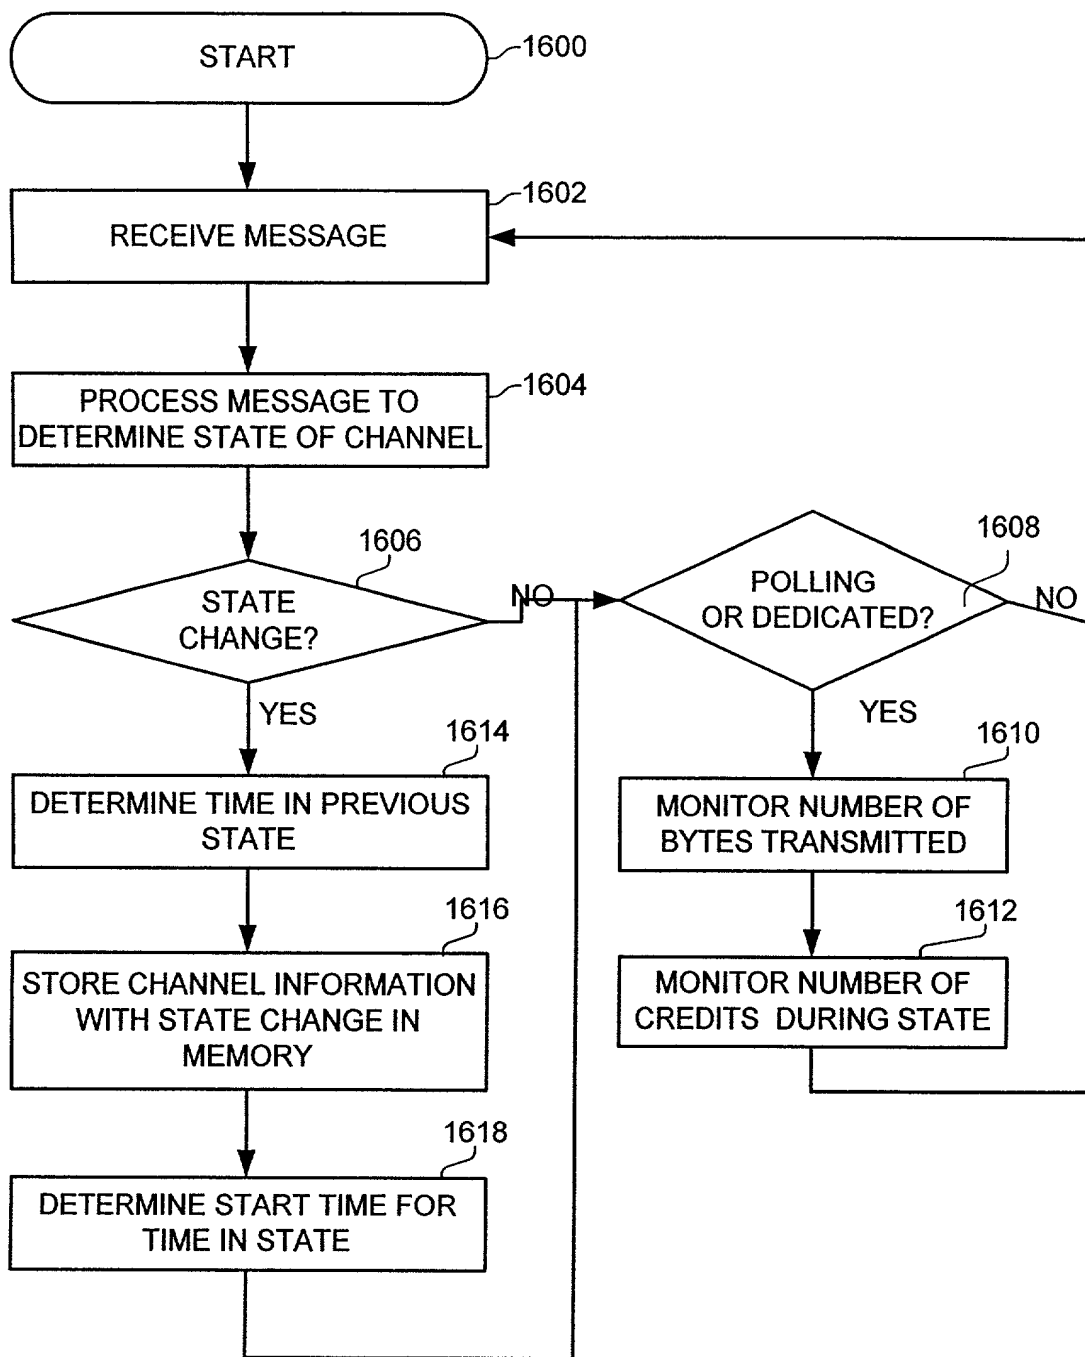 START
1600
1602
RECEIVE MESSAGE
1604
PROCESS MESSAGE TO
DETERMINE STATE OF CHANNEL
1606
STATE
CHANGE?
NO
YES
1608
POLLING
OR DEDICATED?
NO
YES
1614
DETERMINE TIME IN PREVIOUS
STATE
1610
MONITOR NUMBER OF
BYTES TRANSMITTED
1616
STORE CHANNEL INFORMATION
WITH STATE CHANGE IN
MEMORY
1612
MONITOR NUMBER OF
CREDITS DURING STATE
1618
DETERMINE START TIME FOR
TIME IN STATE